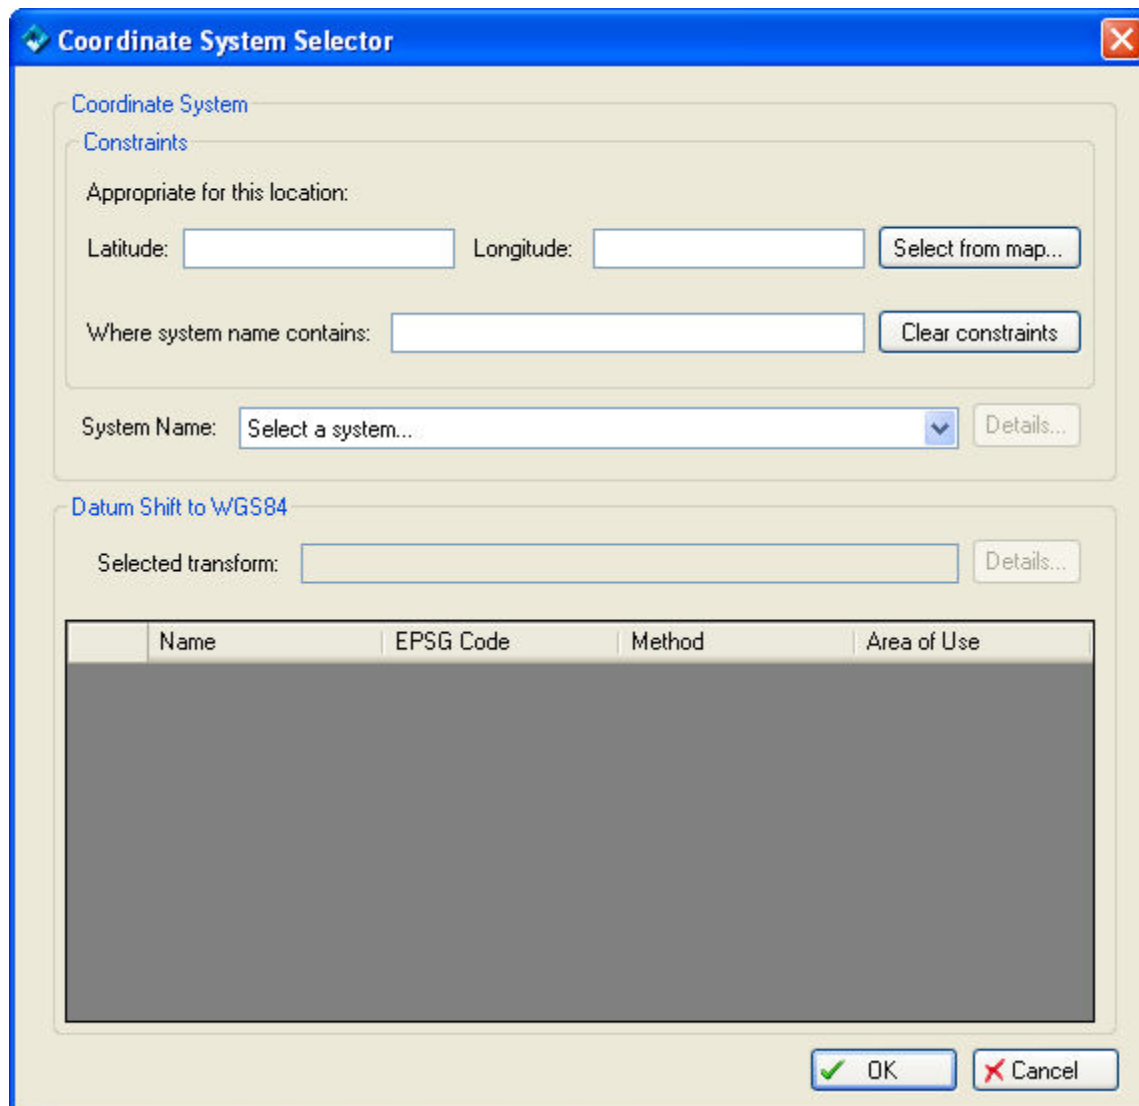 Coordinate System Selector
Coordinate System
Constraints
Appropriate for this location:
Latitude: Longitude: Select from map...
Where system name contains: Clear constraints
System Name: Select a system... Details...
Datum Shift to WGS84
Selected transform: Details...
Name EPSG Code Method Area of Use
OK Cancel